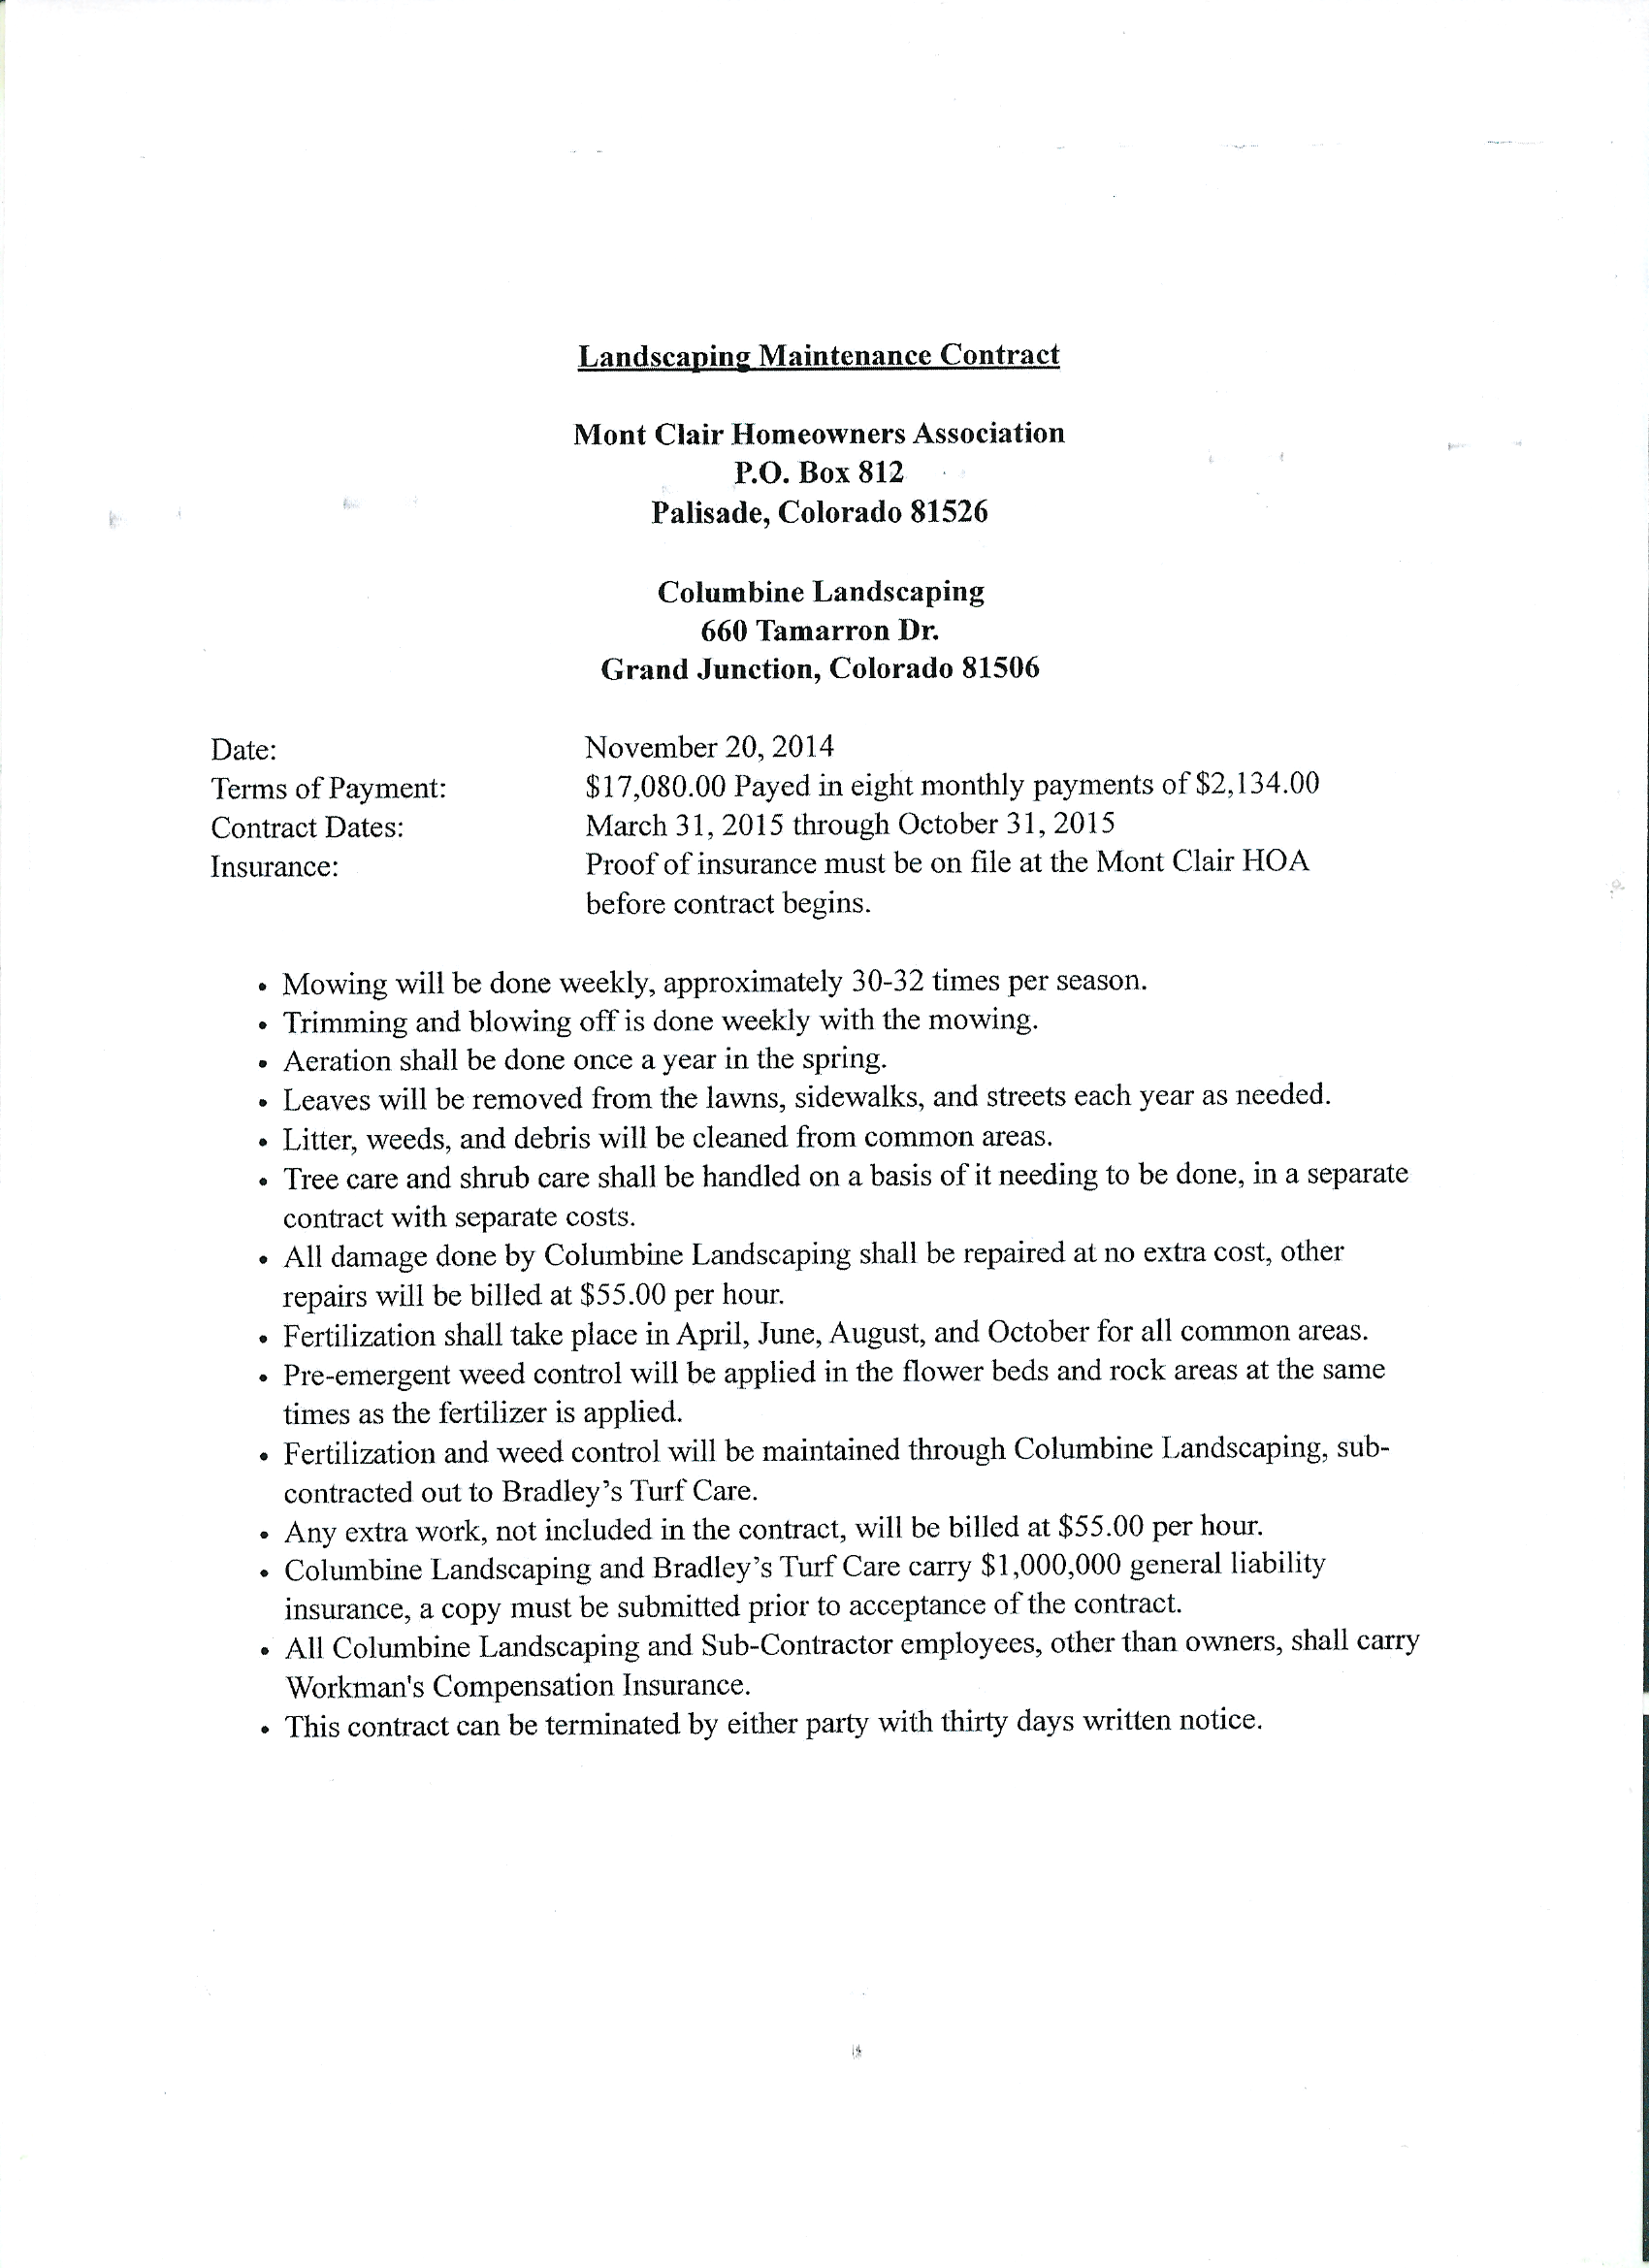 Landscaping Maintenance Contract
Mont Clair Homeowners Association
P.O. Box 812
Palisade, Colorado 81526
Columbine Landscaping
660 Tamarron Dr.
Grand Junction, Colorado 81506
Date: November 20, 2014
Terms of Payment: $17,080.00 Payed in eight monthly payments of $2,134.00
Contract Dates: March 31, 2015 through October 31, 2015
Insurance: Proof of insurance must be on file at the Mont Clair HOA
before contract begins.
• Mowing will be done weekly, approximately 30-32 times per season.
• Trimming and blowing off is done weekly with the mowing.
• Aeration shall be done once a year in the spring.
• Leaves will be removed from the lawns, sidewalks, and streets each year as needed.
• Litter, weeds, and debris will be cleaned from common areas.
• Tree care and shrub care shall be handled on a basis of it needing to be done, in a separate
contract with separate costs.
• All damage done by Columbine Landscaping shall be repaired at no extra cost, other
repairs will be billed at $55.00 per hour.
• Fertilization shall take place in April, June, August, and October for all common areas.
• Pre-emergent weed control will be applied in the flower beds and rock areas at the same
times as the fertilizer is applied.
• Fertilization and weed control will be maintained through Columbine Landscaping, sub-
contracted out to Bradley's Turf Care.
• Any extra work, not included in the contract, will be billed at $55.00 per hour.
• Columbine Landscaping and Bradley's Turf Care carry $1,000,000 general liability
insurance, a copy must be submitted prior to acceptance of the contract.
• All Columbine Landscaping and Sub-Contractor employees, other than owners, shall carry
Workman's Compensation Insurance.
• This contract can be terminated by either party with thirty days written notice.